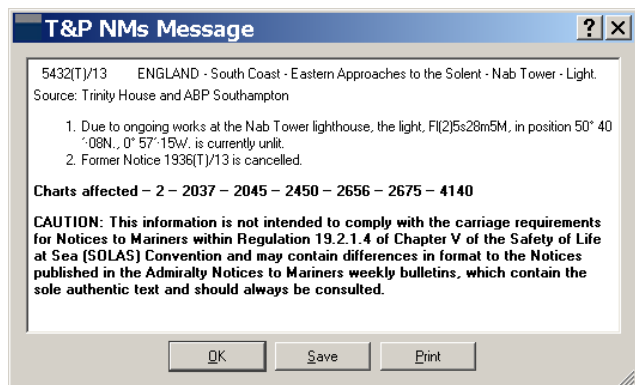 T&P NMs Message
5432(T)/13 ENGLAND - South Coast - Eastern Approaches to the Solent - Nab Tower - Light.
Source: Trinity House and ABP Southampton
1. Due to ongoing works at the Nab Tower lighthouse, the light, Fl(2)5s28m5M, in position 50° 40
´·08N., 0° 57´·15W. is currently unlit.
2. Former Notice 1936(T)/13 is cancelled.
Charts affected – 2 – 2037 – 2045 – 2450 – 2656 – 2675 – 4140
CAUTION: This information is not intended to comply with the carriage requirements
for Notices to Mariners within Regulation 19.2.1.4 of Chapter V of the Safety of Life
at Sea (SOLAS) Convention and may contain differences in format to the Notices
published in the Admiralty Notices to Mariners weekly bulletins, which contain the
sole authentic text and should always be consulted.
OK Save Print